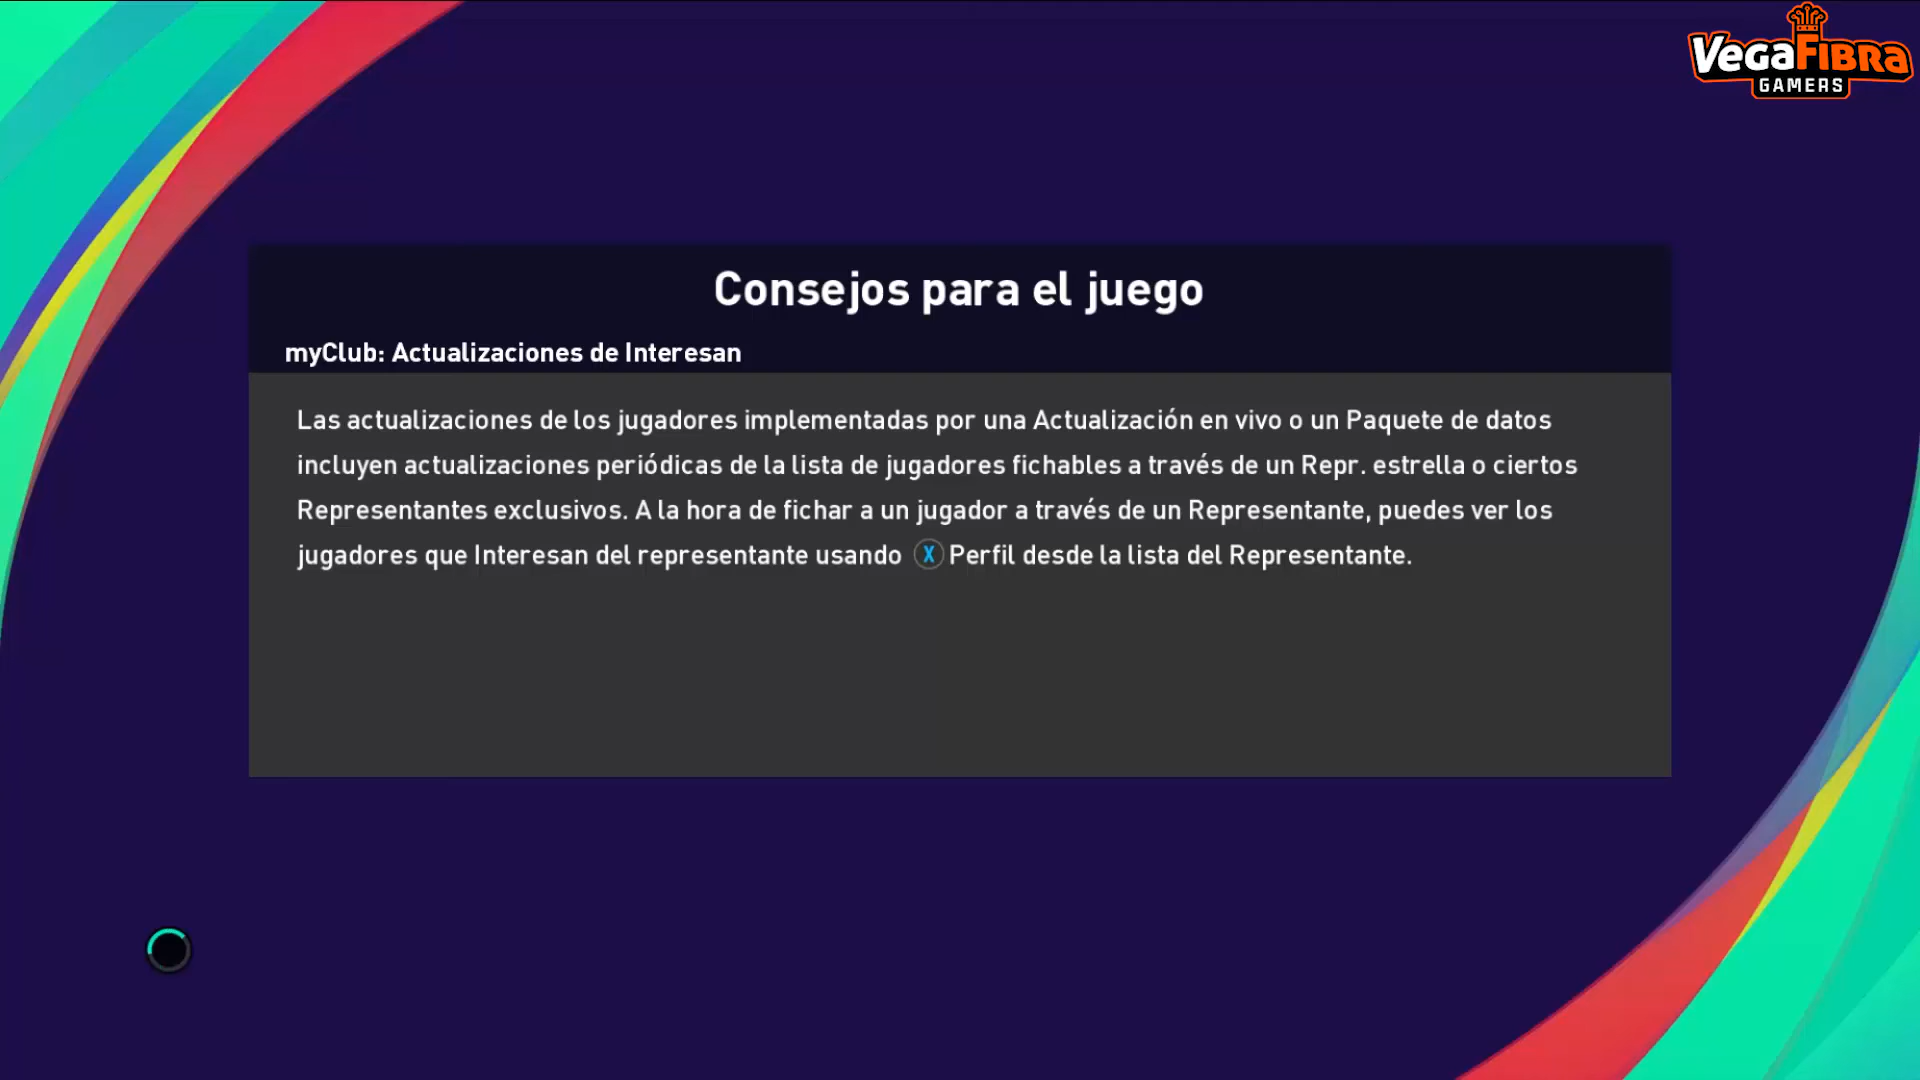 VegaFibra
GAMERS
Consejos para el juego
myClub: Actualizaciones de Interesan
Las actualizaciones de los jugadores implementadas por una Actualización en vivo o un Paquete de datos
incluyen actualizaciones periódicas de la lista de jugadores fichables a través de un Repr. estrella o ciertos
Representantes exclusivos. A la hora de fichar a un jugador a través de un Representante, puedes ver los
jugadores que Interesan del representante usando X Perfil desde la lista del Representante.